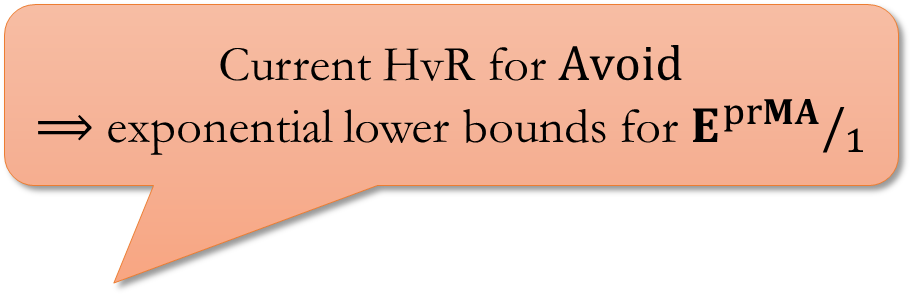 Current HvR for Avoid
⟹ exponential lower bounds for E^prMA/₁